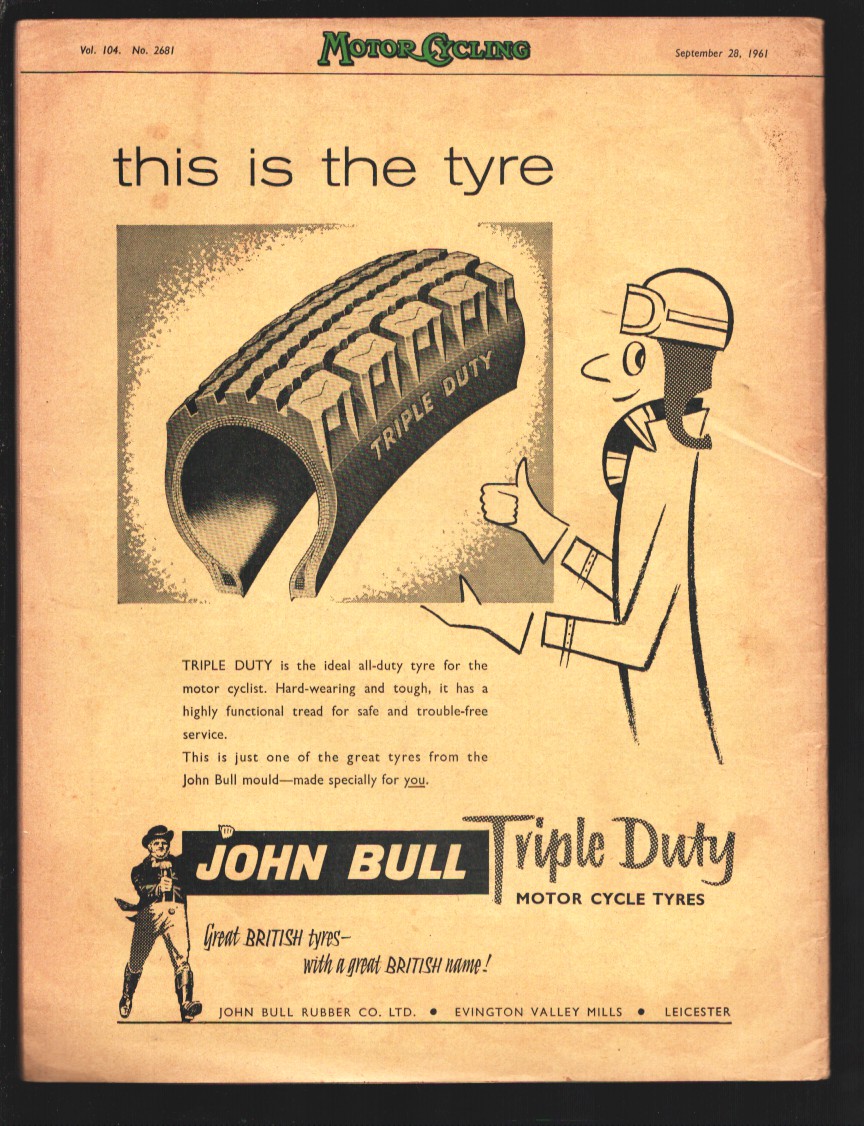 Vol. 104. No. 2681
MOTOR CYCLING
September 28, 1961
this is the tyre
TRIPLE DUTY
TRIPLE DUTY is the ideal all-duty tyre for the
motor cyclist. Hard-wearing and tough, it has a
highly functional tread for safe and trouble-free
service.
This is just one of the great tyres from the
John Bull mould—made specially for you.
JOHN BULL Triple Duty
MOTOR CYCLE TYRES
Great BRITISH tyres—
with a great BRITISH name!
JOHN BULL RUBBER CO. LTD. ● EVINGTON VALLEY MILLS ● LEICESTER